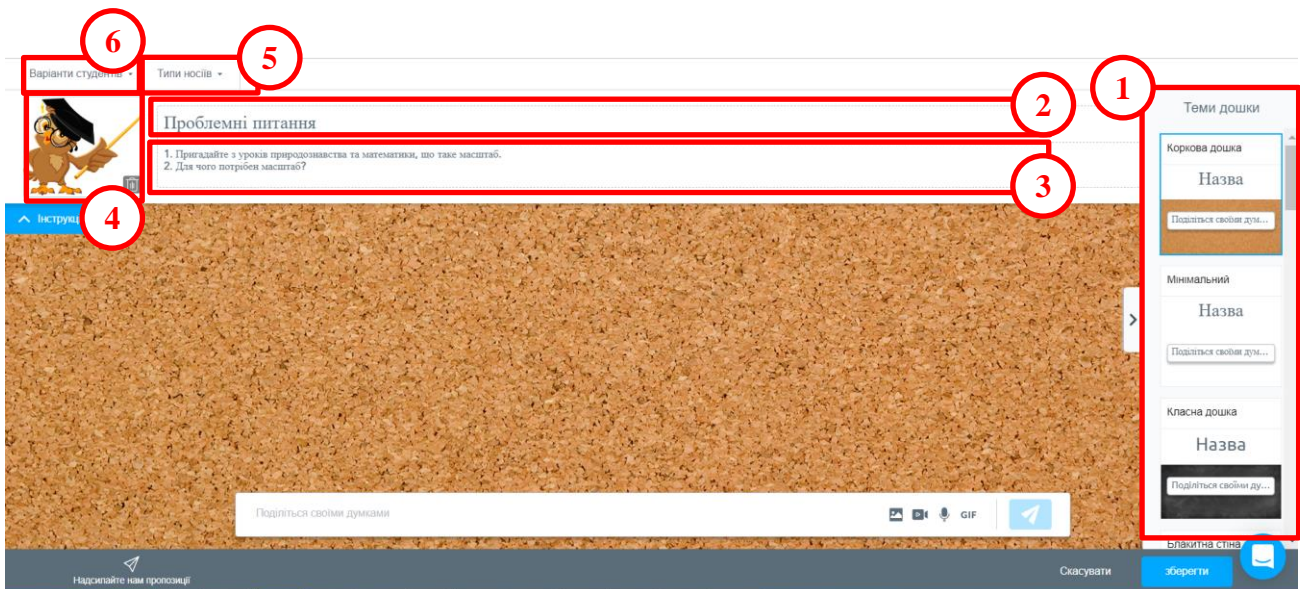 6
5
Варіанти студентів
Типи носіїв
1
2
Теми дошки
Проблемні питання
Коркова дошка
1. Пригадайте з уроків природознавства та математики, що таке масштаб.
2. Для чого потрібен масштаб?
3
Назва
4
Поділіться своїми дум...
Мінімальний
Назва
Поділіться своїми дум...
Класна дошка
Назва
Поділіться своїми ду...
Поділіться своїми думками
GIF
Блакитна стіна
Надсилайте нам пропозиції
Скасувати
зберегти